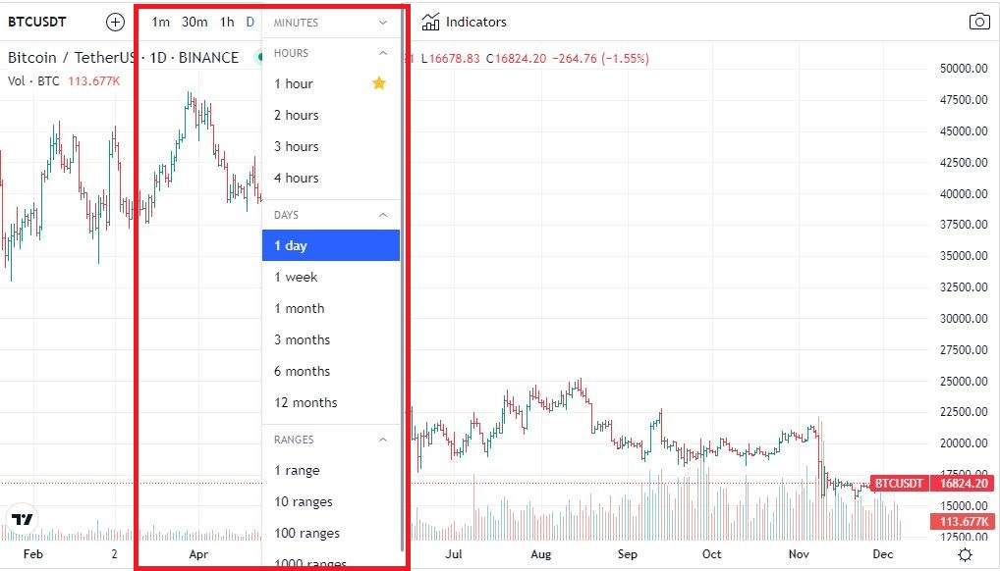 BTCUSDT 1m 30m 1h D MINUTES Indicators
Bitcoin / TetherUS · 1D · BINANCE L16678.83 C16824.20 −264.76 (−1.55%)
Vol · BTC 113.677K
HOURS
1 hour
2 hours
3 hours
4 hours
DAYS
1 day
1 week
1 month
3 months
6 months
12 months
RANGES
1 range
10 ranges
100 ranges
1000 ranges
50000.00
47500.00
45000.00
42500.00
40000.00
37500.00
35000.00
32500.00
30000.00
27500.00
25000.00
22500.00
20000.00
17500.00
BTCUSDT 16824.20
15000.00
113.677K
12500.00
Feb 2 Apr Jul Aug Sep Oct Nov Dec